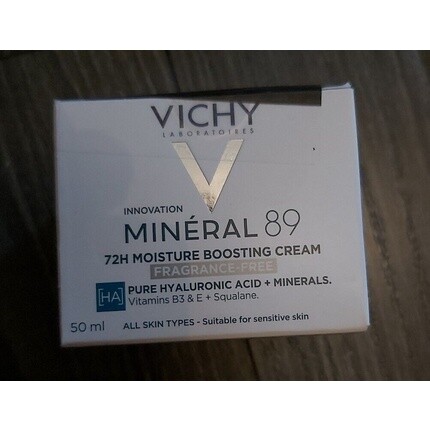 VICHY
LABORATOIRES
INNOVATION
MINÉRAL 89
72H MOISTURE BOOSTING CREAM
FRAGRANCE-FREE
[HA] PURE HYALURONIC ACID + MINERALS.
Vitamins B3 & E + Squalane.
50 ml ALL SKIN TYPES - Suitable for sensitive skin